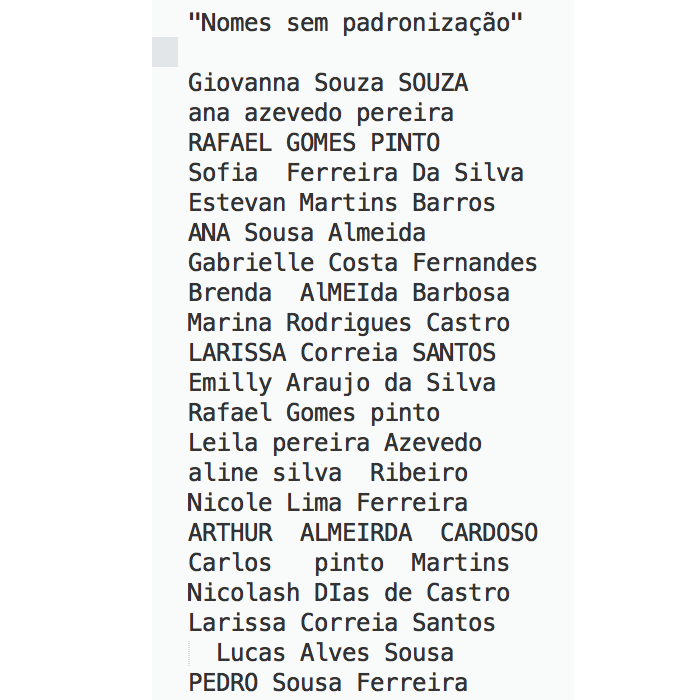 "Nomes sem padronização"
Giovanna Souza SOUZA
ana azevedo pereira
RAFAEL GOMES PINTO
Sofia  Ferreira Da Silva
Estevan Martins Barros
ANA Sousa Almeida
Gabrielle Costa Fernandes
Brenda  AlMEIda Barbosa
Marina Rodrigues Castro
LARISSA Correia SANTOS
Emilly Araujo da Silva
Rafael Gomes pinto
Leila pereira Azevedo
aline silva  Ribeiro
Nicole Lima Ferreira
ARTHUR  ALMEIRDA  CARDOSO
Carlos   pinto  Martins
Nicolash DIas de Castro
Larissa Correia Santos
  Lucas Alves Sousa
PEDRO Sousa Ferreira